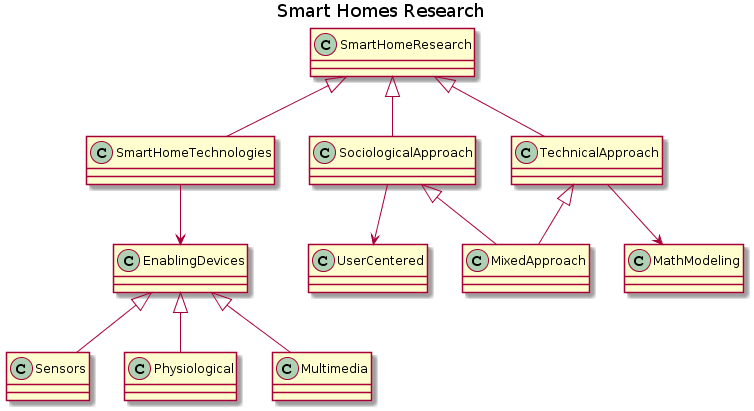 Smart Homes Research
C SmartHomeResearch
C SmartHomeTechnologies
C SociologicalApproach
C TechnicalApproach
C EnablingDevices
C UserCentered
C MixedApproach
C MathModeling
C Sensors
C Physiological
C Multimedia